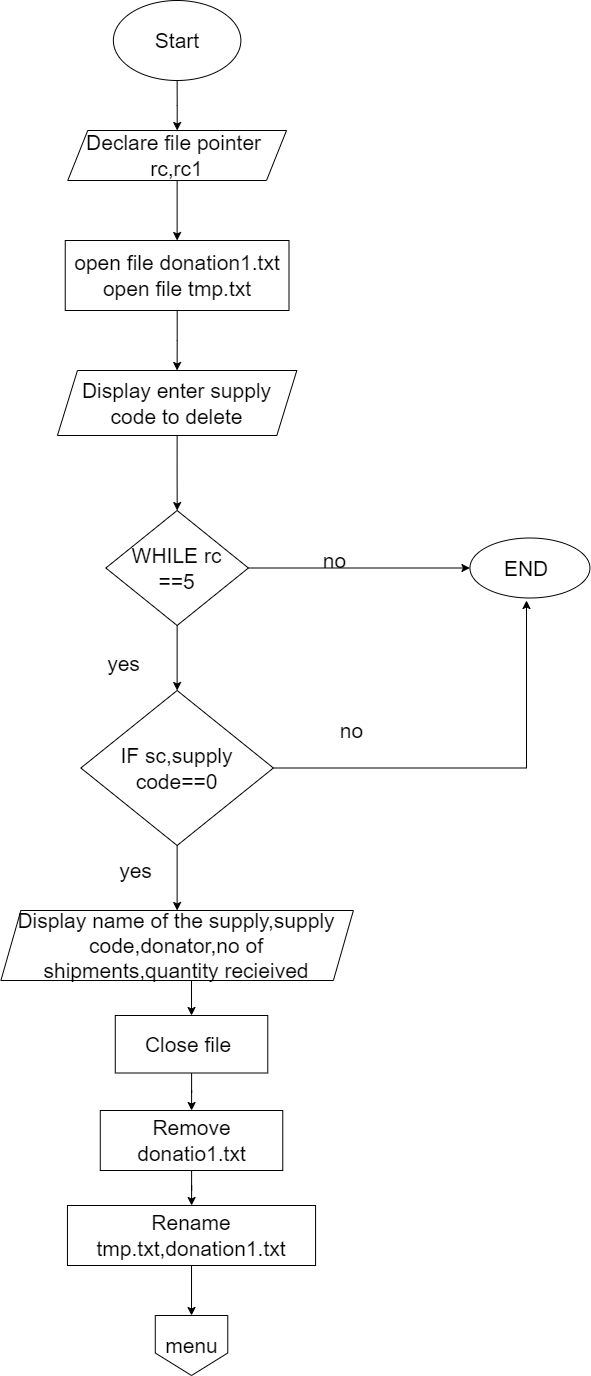 Start
Declare file pointer
rc,rc1
open file donation1.txt
open file tmp.txt
Display enter supply
code to delete
WHILE rc
==5
no
END
yes
IF sc,supply
code==0
no
yes
Display name of the supply,supply
code,donator,no of
shipments,quantity recieived
Close file
Remove
donatio1.txt
Rename
tmp.txt,donation1.txt
menu